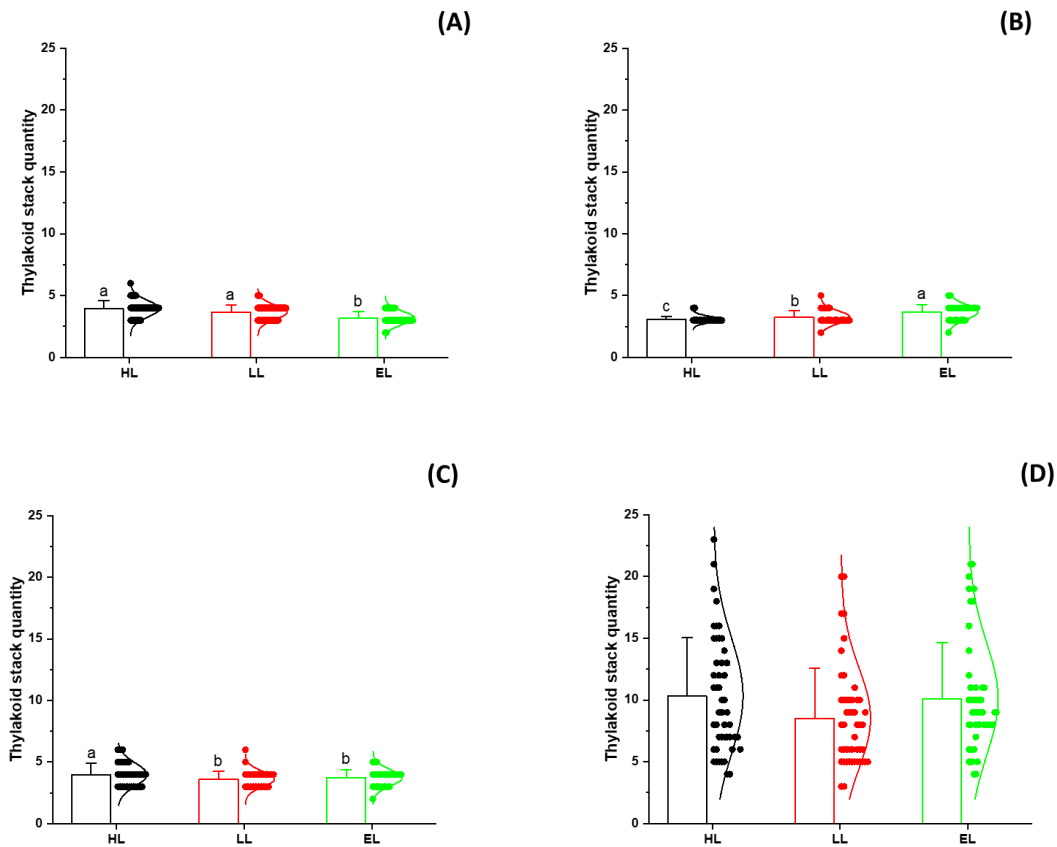 (A)
25
20
15
10
5
0
Thylakoid stack quantity
a
a
b
HL
LL
EL
(B)
25
20
15
10
5
0
Thylakoid stack quantity
c
b
a
HL
LL
EL
(C)
25
20
15
10
5
0
Thylakoid stack quantity
a
b
b
HL
LL
EL
(D)
25
20
15
10
5
0
Thylakoid stack quantity
HL
LL
EL